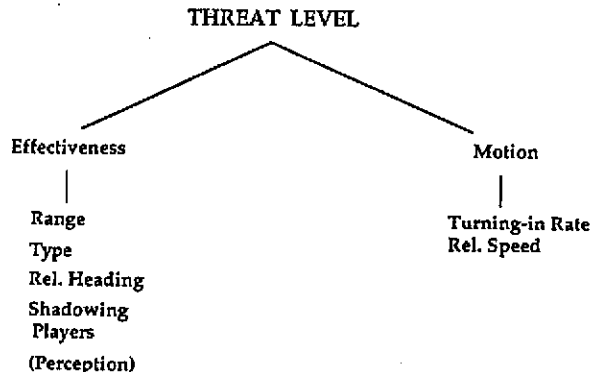 THREAT LEVEL
Effectiveness
Range
Type
Rel. Heading
Shadowing
Players
(Perception)
Motion
Turning-in Rate
Rel. Speed